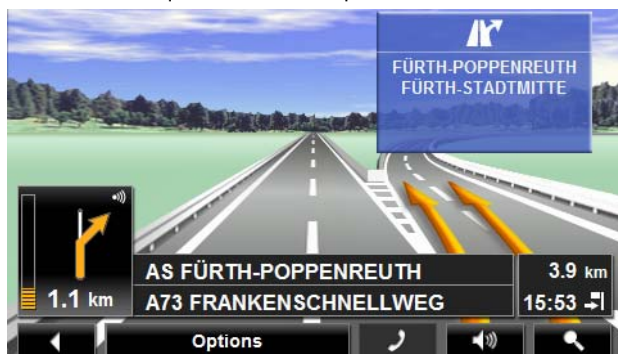 FÜRTH-POPPENREUTH
FÜRTH-STADTMITTE
AS FÜRTH-POPPENREUTH
3.9 km
1.1 km
A73 FRANKENSCHNELLWEG
15:53
Options